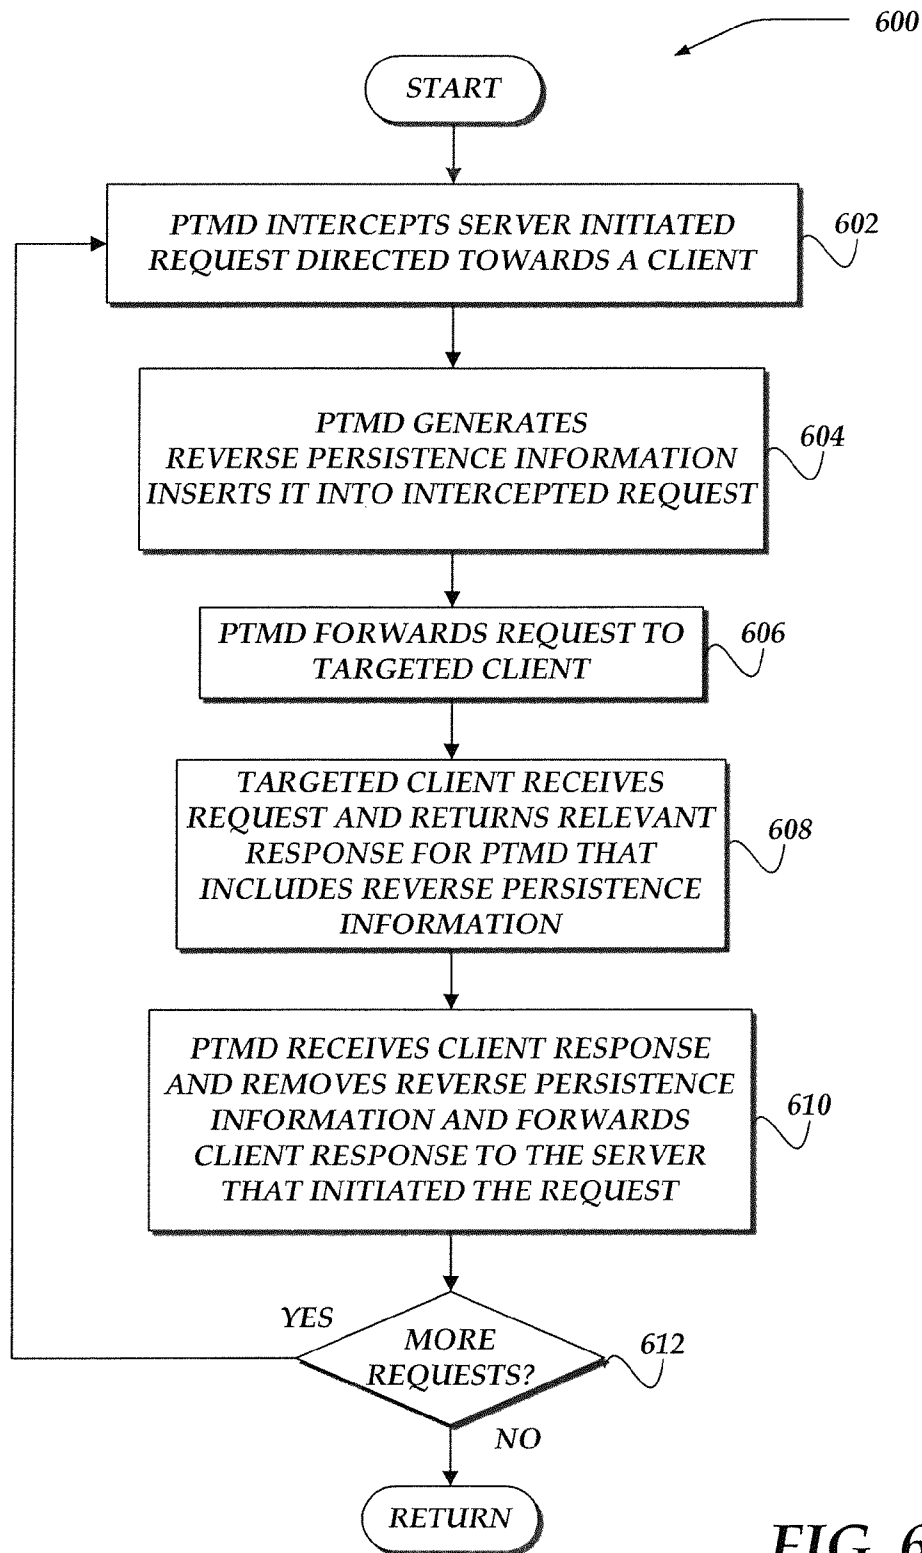 600
START
PTMD INTERCEPTS SERVER INITIATED
REQUEST DIRECTED TOWARDS A CLIENT
602
PTMD GENERATES
REVERSE PERSISTENCE INFORMATION
INSERTS IT INTO INTERCEPTED REQUEST
604
PTMD FORWARDS REQUEST TO
TARGETED CLIENT
606
TARGETED CLIENT RECEIVES
REQUEST AND RETURNS RELEVANT
RESPONSE FOR PTMD THAT
INCLUDES REVERSE PERSISTENCE
INFORMATION
608
PTMD RECEIVES CLIENT RESPONSE
AND REMOVES REVERSE PERSISTENCE
INFORMATION AND FORWARDS
CLIENT RESPONSE TO THE SERVER
THAT INITIATED THE REQUEST
610
YES
MORE
REQUESTS?
612
NO
RETURN
FIG. 6